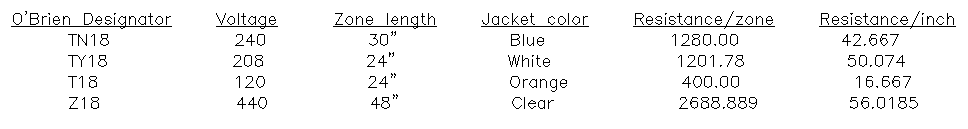 O'Brien Designator Voltage Zone length Jacket color Resistance/zone Resistance/inch
TN18 240 30" Blue 1280.00 42.667
TY18 208 24" White 1201.78 50.074
T18 120 24" Orange 400.00 16.667
Z18 440 48" Clear 2688.889 56.0185